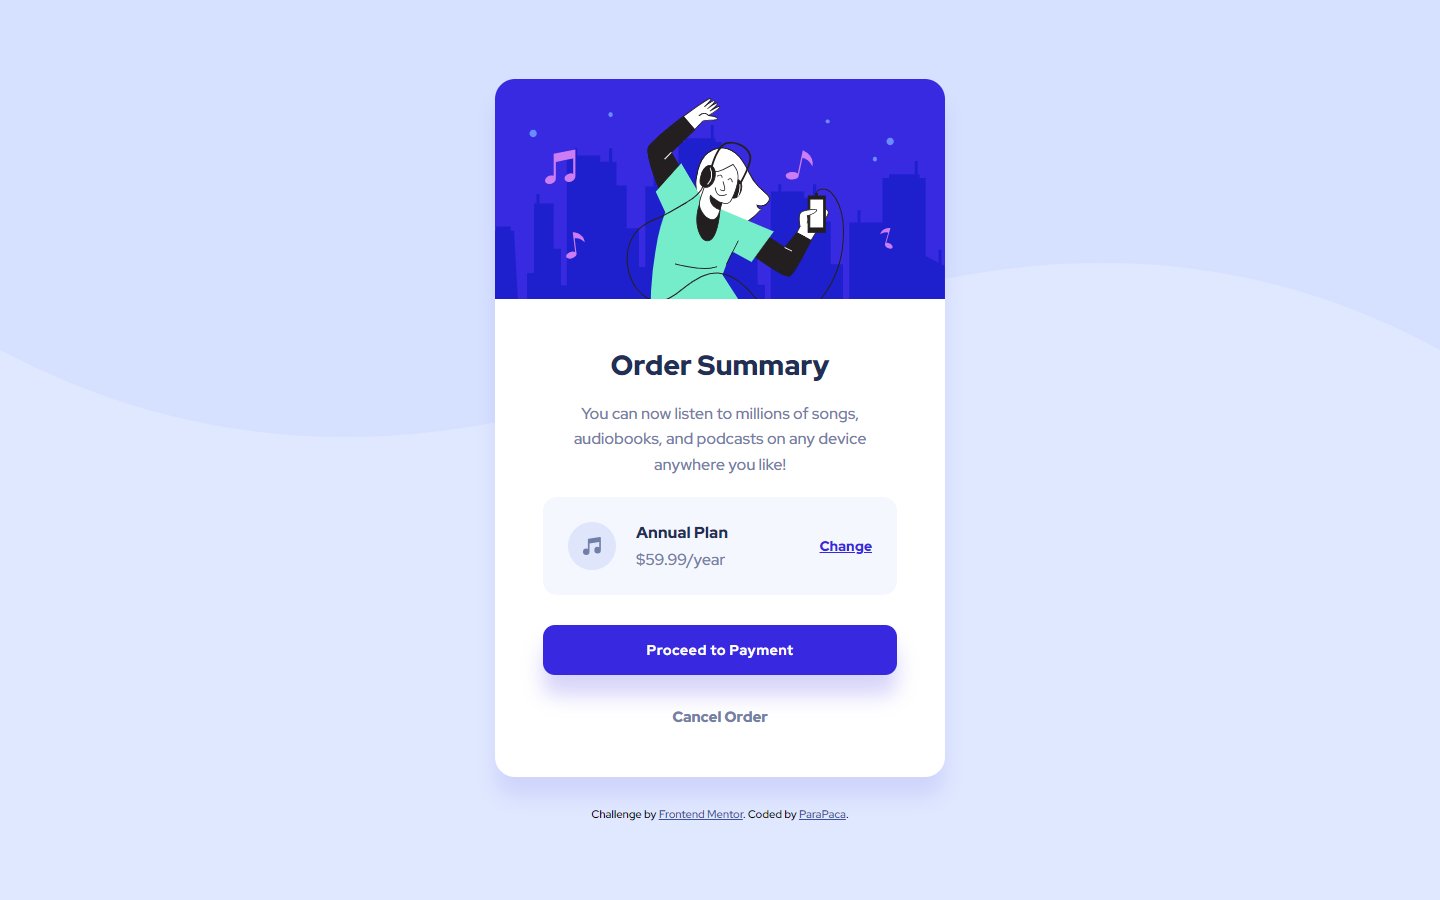 Order Summary
You can now listen to millions of songs,
audiobooks, and podcasts on any device
anywhere you like!
Annual Plan
$59.99/year
Change
Proceed to Payment
Cancel Order
Challenge by Frontend Mentor. Coded by ParaPaca.